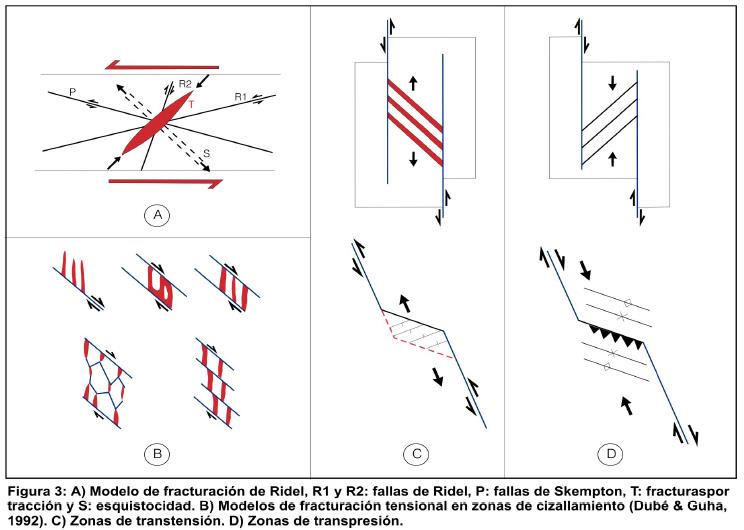 R2
P
T
R1
S
A
B
C
D
Figura 3: A) Modelo de fracturación de Ridel, R1 y R2: fallas de Ridel, P: fallas de Skempton, T: fracturaspor
tracción y S: esquistocidad. B) Modelos de fracturación tensional en zonas de cizallamiento (Dubé & Guha,
1992). C) Zonas de transtensión. D) Zonas de transpresión.